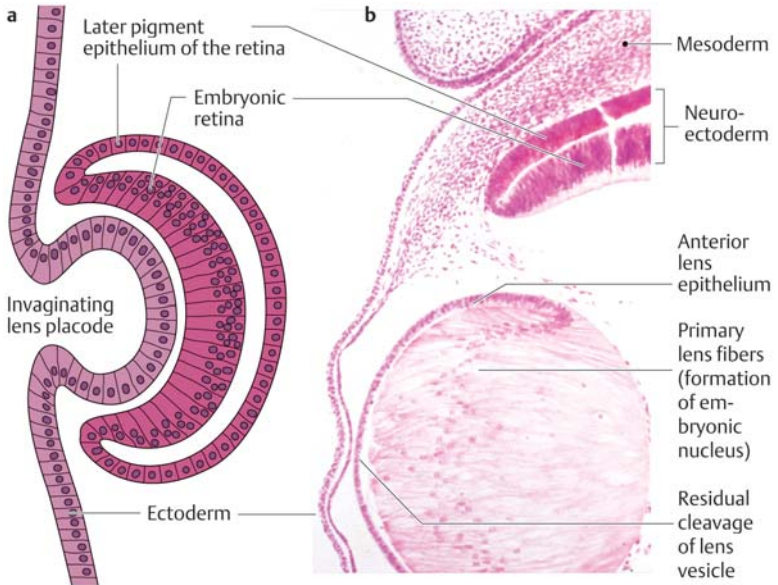 a
Later pigment
epithelium of the retina
Embryonic
retina
Invaginating
lens placode
Ectoderm
b
Mesoderm
Neuro-
ectoderm
Anterior
lens
epithelium
Primary
lens fibers
(formation
of em-
bryonic
nucleus)
Residual
cleavage
of lens
vesicle